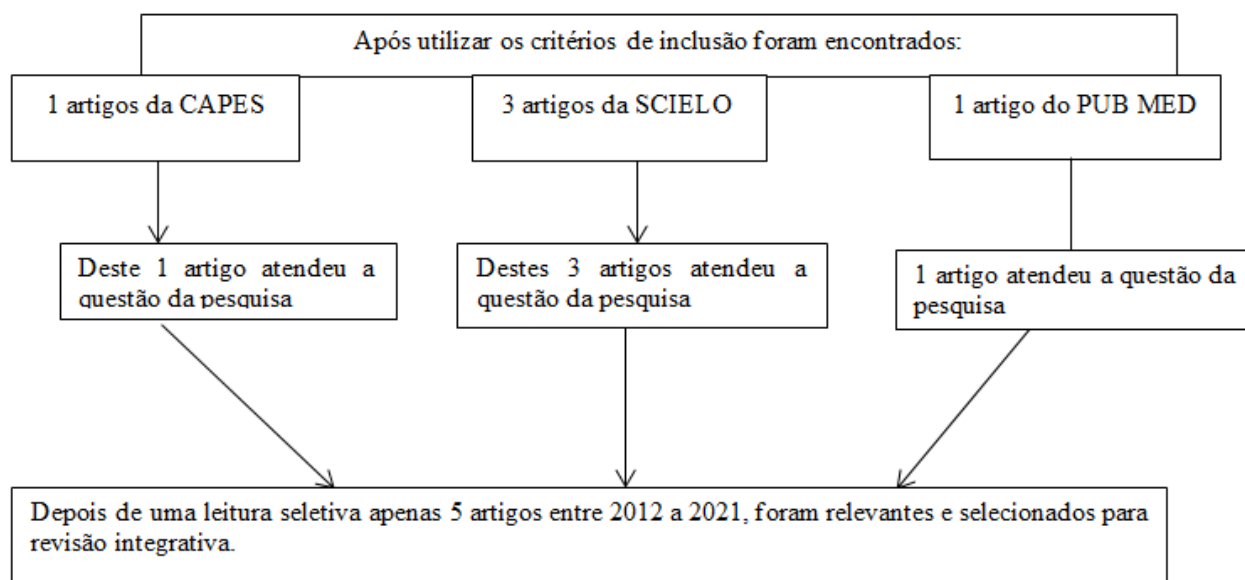 Após utilizar os critérios de inclusão foram encontrados:
1 artigos da CAPES
3 artigos da SCIELO
1 artigo do PUB MED
Deste 1 artigo atendeu a
questão da pesquisa
Destes 3 artigos atendeu a
questão da pesquisa
1 artigo atendeu a questão da
pesquisa
Depois de uma leitura seletiva apenas 5 artigos entre 2012 a 2021, foram relevantes e selecionados para
revisão integrativa.